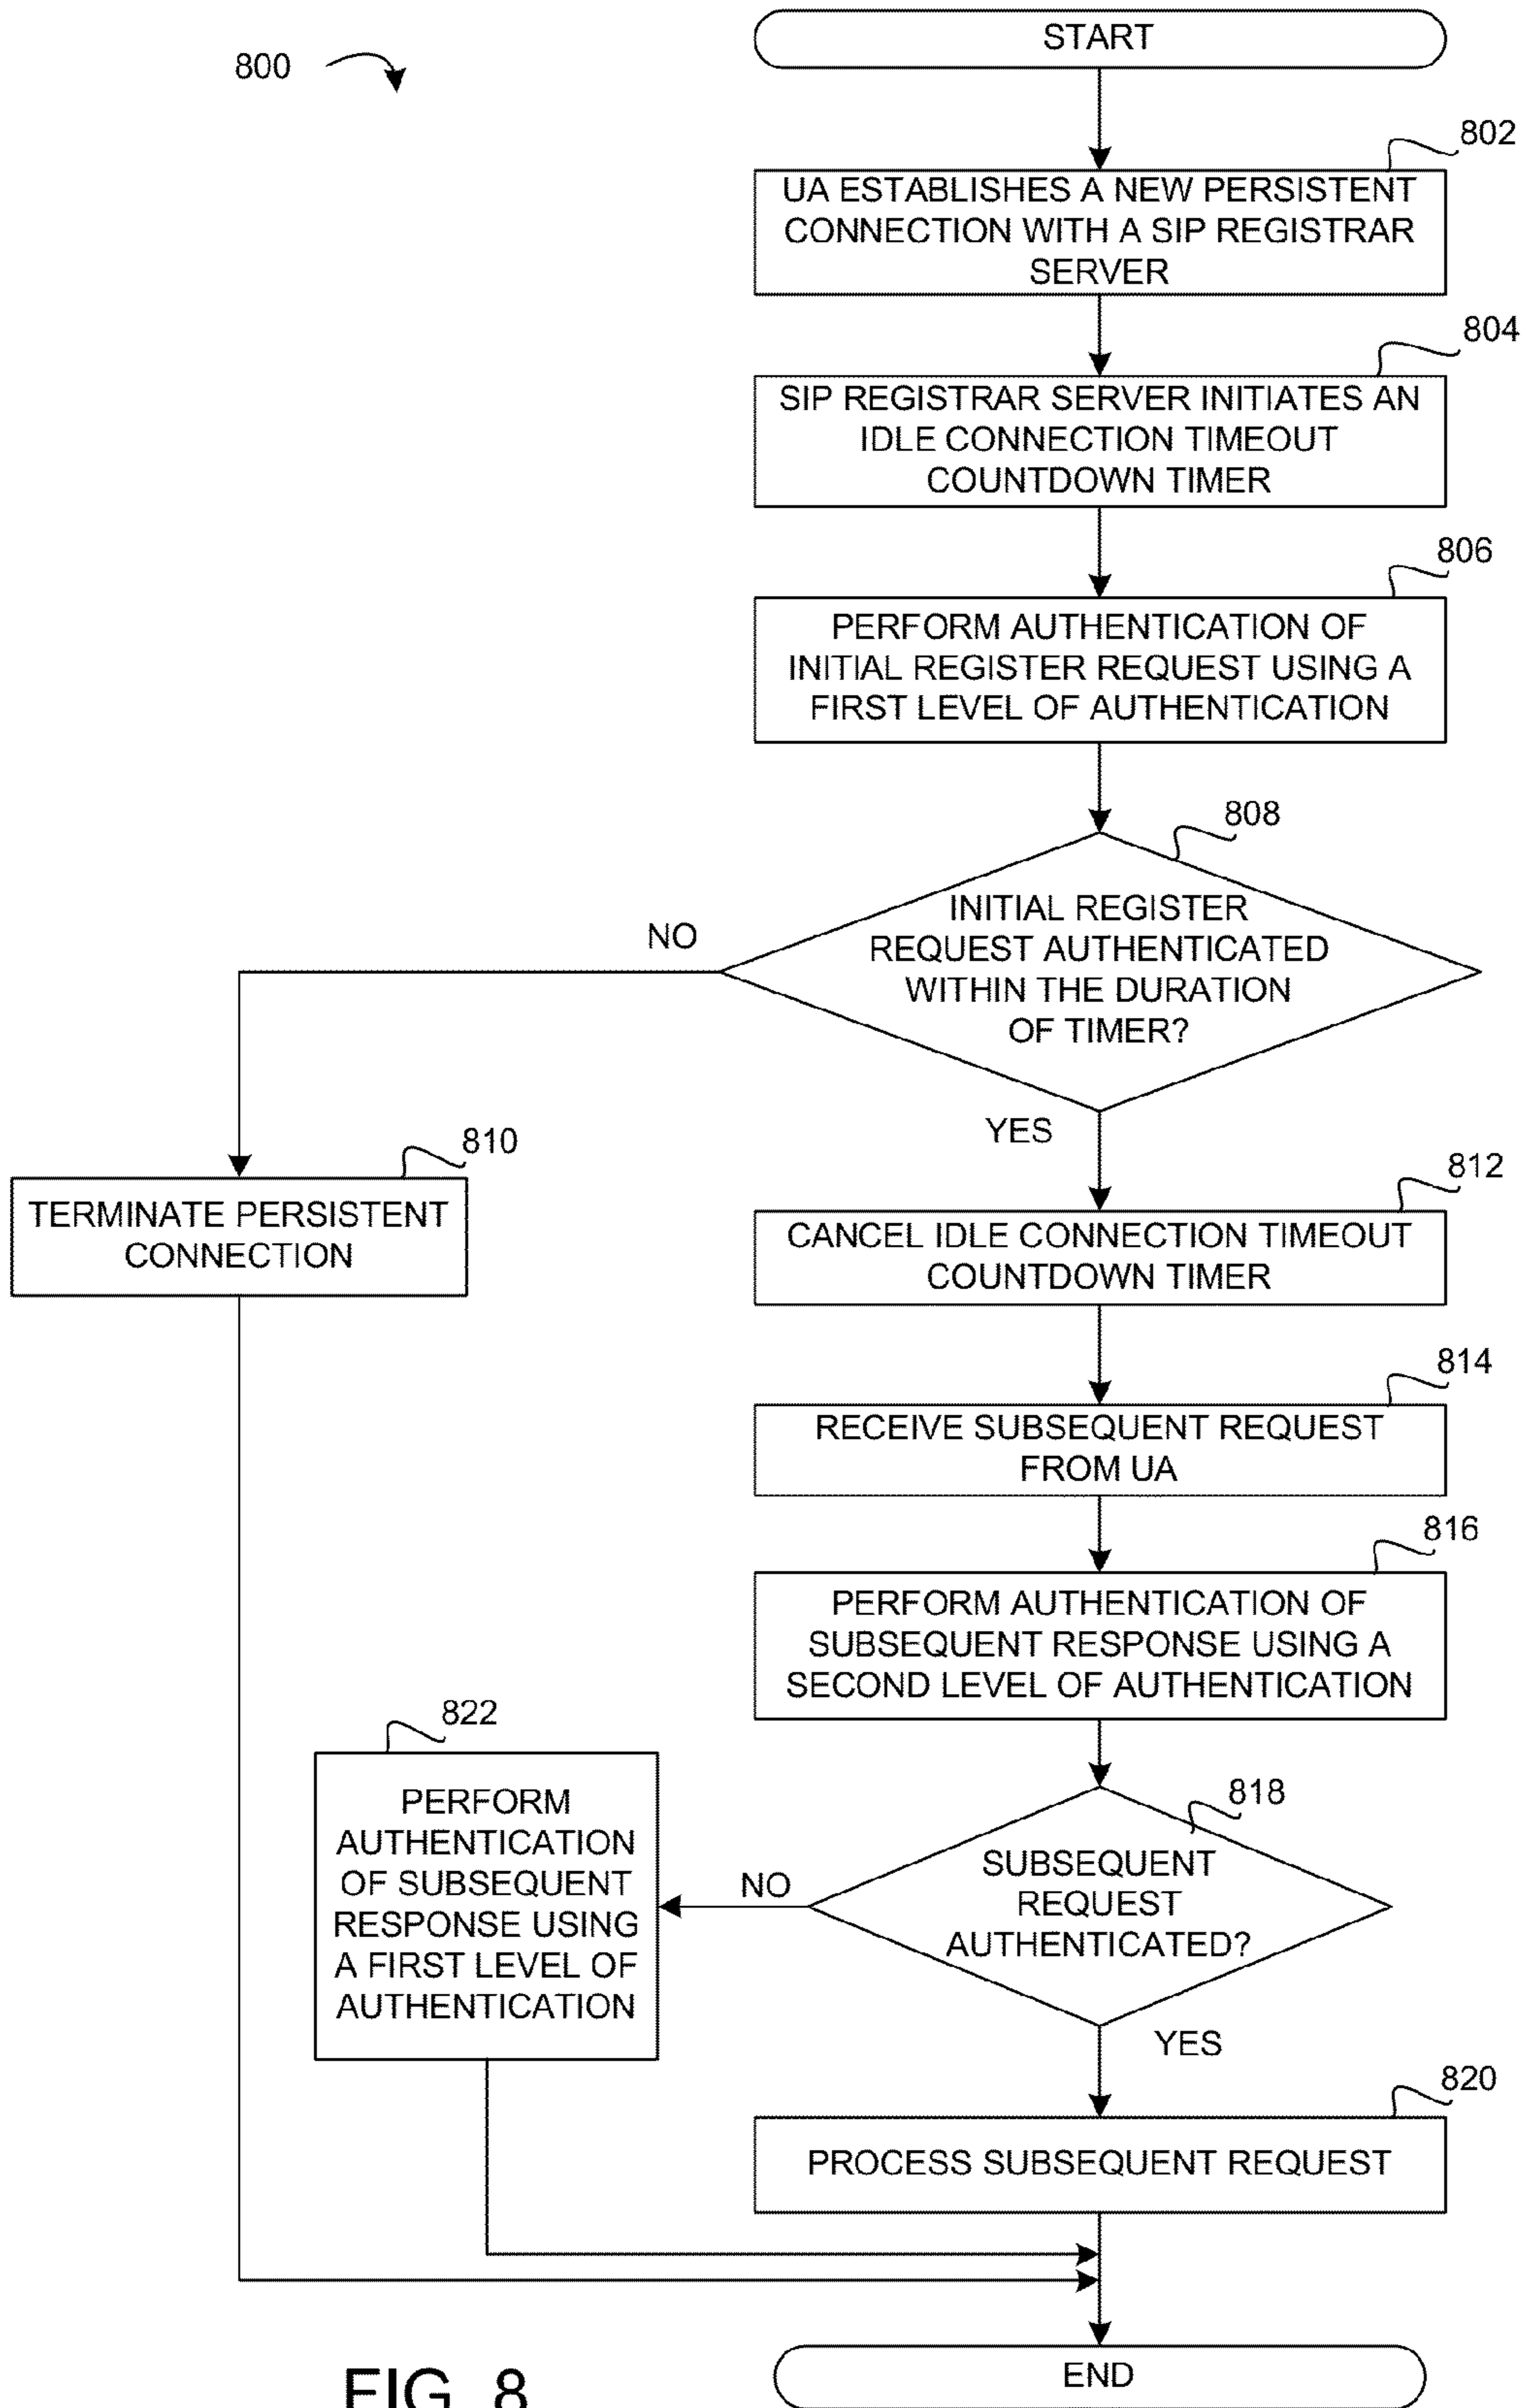 800
START
802
UA ESTABLISHES A NEW PERSISTENT
CONNECTION WITH A SIP REGISTRAR
SERVER
804
SIP REGISTRAR SERVER INITIATES AN
IDLE CONNECTION TIMEOUT
COUNTDOWN TIMER
806
PERFORM AUTHENTICATION OF
INITIAL REGISTER REQUEST USING A
FIRST LEVEL OF AUTHENTICATION
808
INITIAL REGISTER
REQUEST AUTHENTICATED
WITHIN THE DURATION
OF TIMER?
NO
YES
810
TERMINATE PERSISTENT
CONNECTION
812
CANCEL IDLE CONNECTION TIMEOUT
COUNTDOWN TIMER
814
RECEIVE SUBSEQUENT REQUEST
FROM UA
816
PERFORM AUTHENTICATION OF
SUBSEQUENT RESPONSE USING A
SECOND LEVEL OF AUTHENTICATION
818
SUBSEQUENT
REQUEST
AUTHENTICATED?
NO
YES
822
PERFORM
AUTHENTICATION
OF SUBSEQUENT
RESPONSE USING
A FIRST LEVEL OF
AUTHENTICATION
820
PROCESS SUBSEQUENT REQUEST
END
FIG. 8